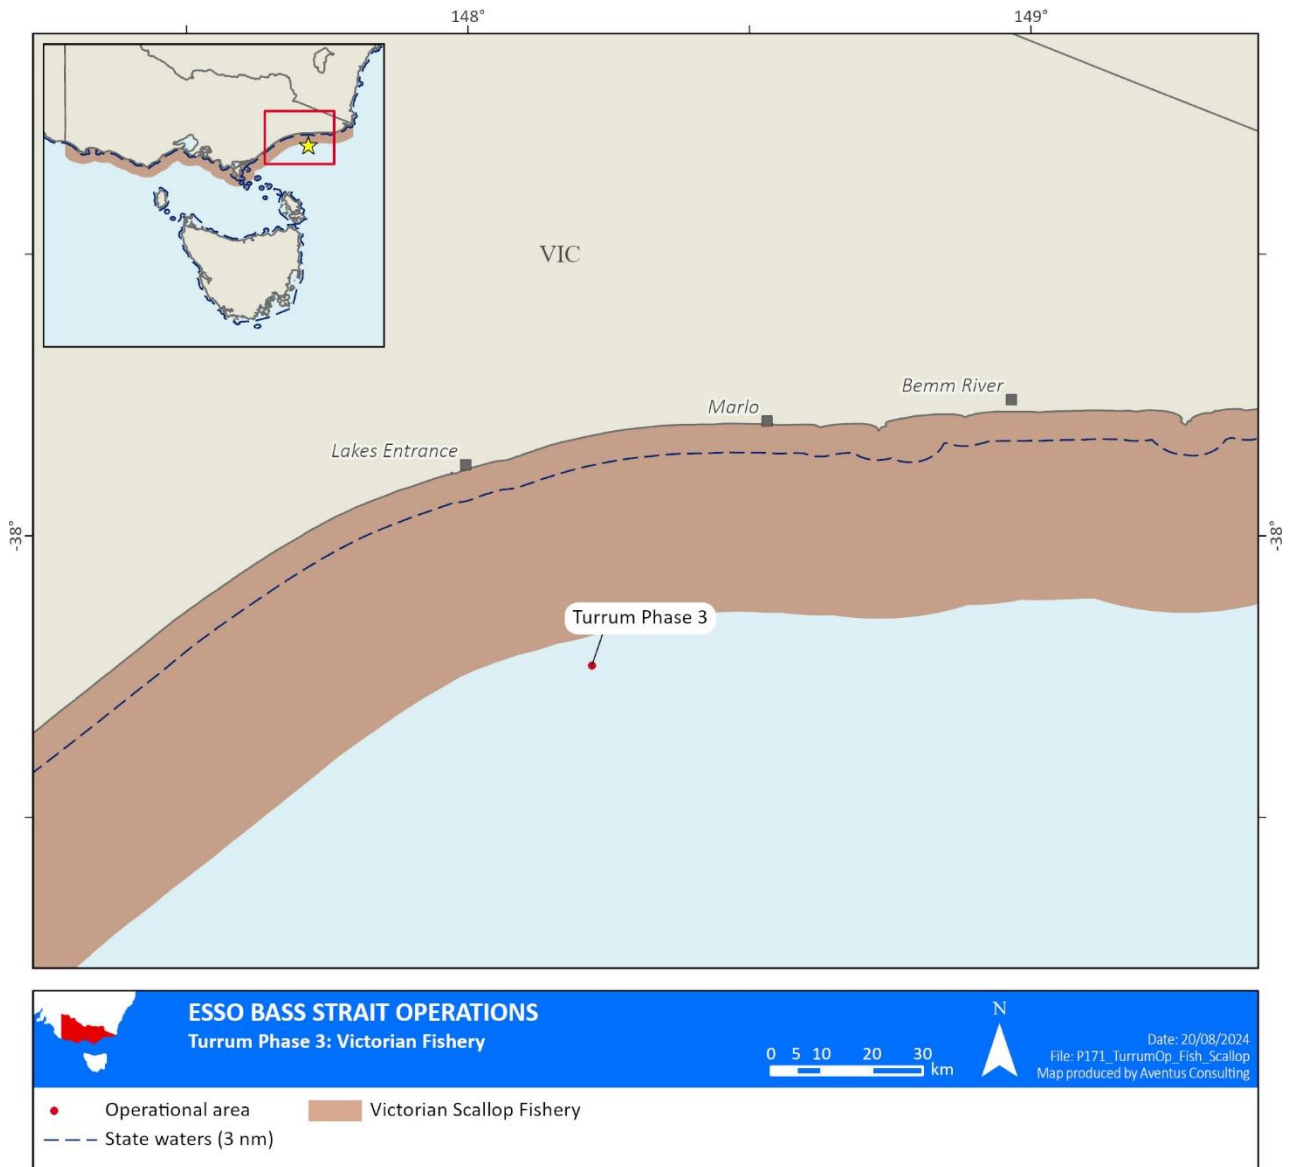 148°
149°
VIC
Bemm River
Marlo
Lakes Entrance
-38°
-38°
Turrum Phase 3
ESSO BASS STRAIT OPERATIONS
Turrum Phase 3: Victorian Fishery
0 5 10 20 30
km
N
Date: 20/08/2024
File: P171_TurrumOp_Fish_Scallop
Map produced by Aventus Consulting
Operational area
Victorian Scallop Fishery
State waters (3 nm)